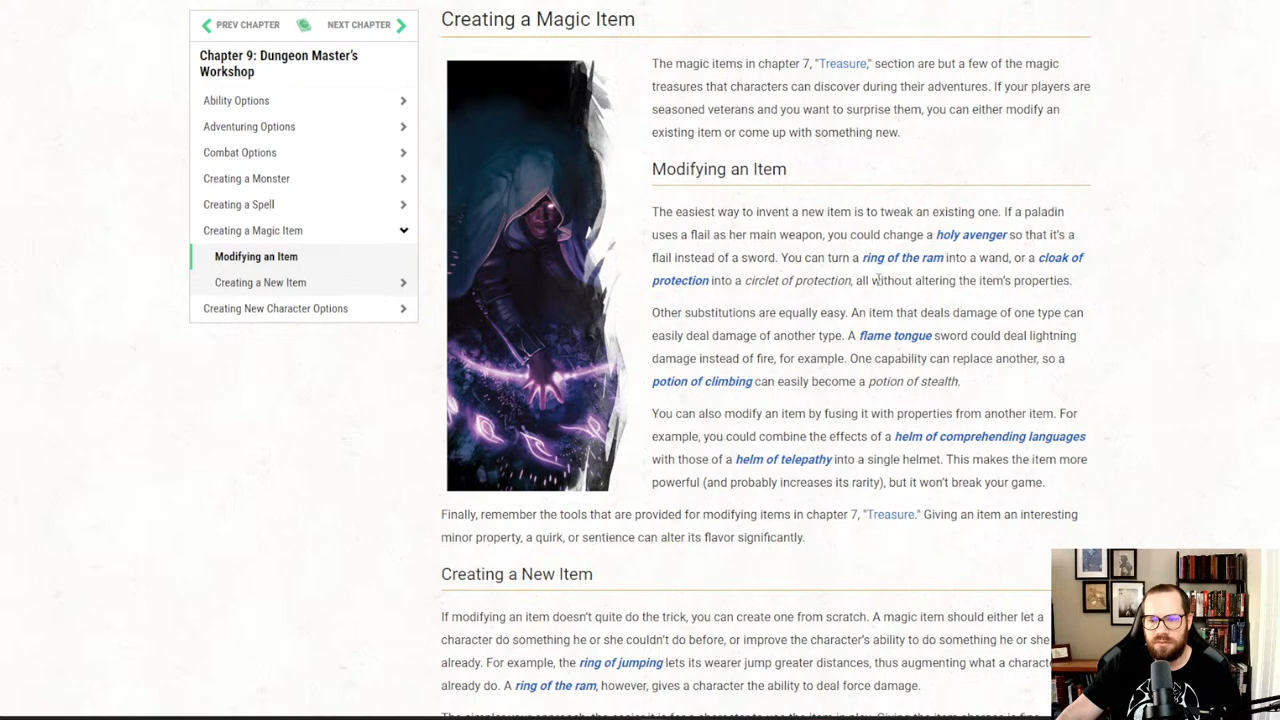 PREV CHAPTER
NEXT CHAPTER
Chapter 9: Dungeon Master's
Workshop
Ability Options
Adventuring Options
Combat Options
Creating a Monster
Creating a Spell
Creating a Magic Item
Modifying an Item
Creating a New Item
Creating New Character Options
Creating a Magic Item
The magic items in chapter 7, "Treasure," section are but a few of the magic
treasures that characters can discover during their adventures. If your players are
seasoned veterans and you want to surprise them, you can either modify an
existing item or come up with something new.
Modifying an Item
The easiest way to invent a new item is to tweak an existing one. If a paladin
uses a flail as her main weapon, you could change a holy avenger so that it's a
flail instead of a sword. You can turn a ring of the ram into a wand, or a cloak of
protection into a circlet of protection, all without altering the item's properties.
Other substitutions are equally easy. An item that deals damage of one type can
easily deal damage of another type. A flame tongue sword could deal lightning
damage instead of fire, for example. One capability can replace another, so a
potion of climbing can easily become a potion of stealth.
You can also modify an item by fusing it with properties from another item. For
example, you could combine the effects of a helm of comprehending languages
with those of a helm of telepathy into a single helmet. This makes the item more
powerful (and probably increases its rarity), but it won't break your game.
Finally, remember the tools that are provided for modifying items in chapter 7, "Treasure." Giving an item an interesting
minor property, a quirk, or sentience can alter its flavor significantly.
Creating a New Item
If modifying an item doesn't quite do the trick, you can create one from scratch. A magic item should either let a
character do something he or she couldn't do before, or improve the character's ability to do something he or she
already. For example, the ring of jumping lets its wearer jump greater distances, thus augmenting what a
already do. A ring of the ram, however, gives a character the ability to deal force damage.